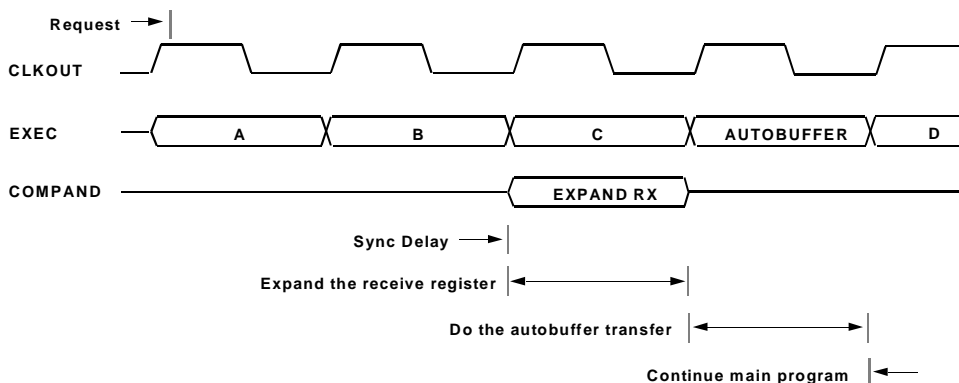 Request
CLKOUT
EXEC A B C AUTOBUFFER D
COMPAND EXPAND RX
Sync Delay
Expand the receive register
Do the autobuffer transfer
Continue main program